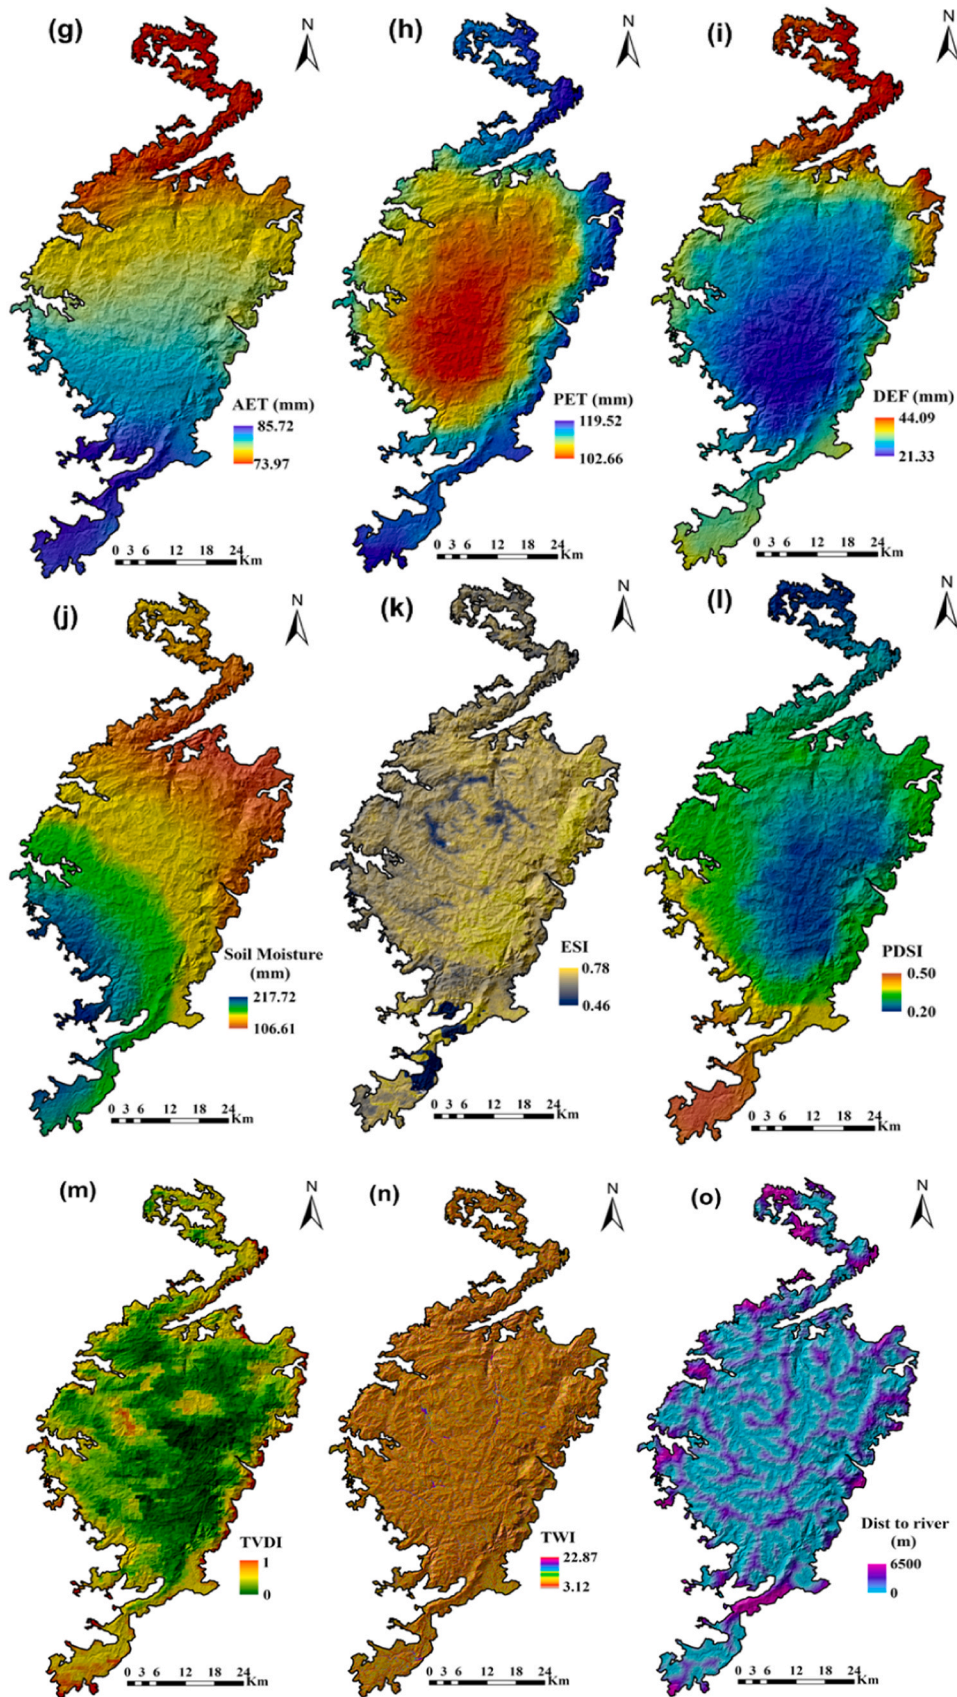 (g)
N
AET (mm)
85.72
73.97
0 3 6 12 18 24
Km
(h)
N
PET (mm)
119.52
102.66
0 3 6 12 18 24
Km
(i)
N
DEF (mm)
44.09
21.33
0 3 6 12 18 24
Km
(j)
N
Soil Moisture
(mm)
217.72
106.61
0 3 6 12 18 24
Km
(k)
N
ESI
0.78
0.46
0 3 6 12 18 24
Km
(l)
N
PDSI
0.50
0.20
0 3 6 12 18 24
Km
(m)
N
TVDI
1
0
0 3 6 12 18 24
Km
(n)
N
TWI
22.87
3.12
0 3 6 12 18 24
Km
(o)
N
Dist to river
(m)
6500
0
0 3 6 12 18 24
Km